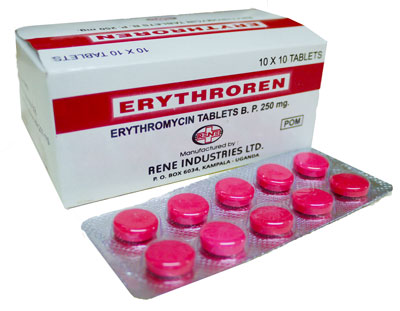 10 X 10 TABLETS
10 X 10 TABLETS
ERYTHROREN
ERYTHROMYCIN TABLETS B. P. 250 mg.
RENE
POM
Manufactured by
RENE INDUSTRIES LTD.
P. O. BOX 6034, KAMPALA - UGANDA